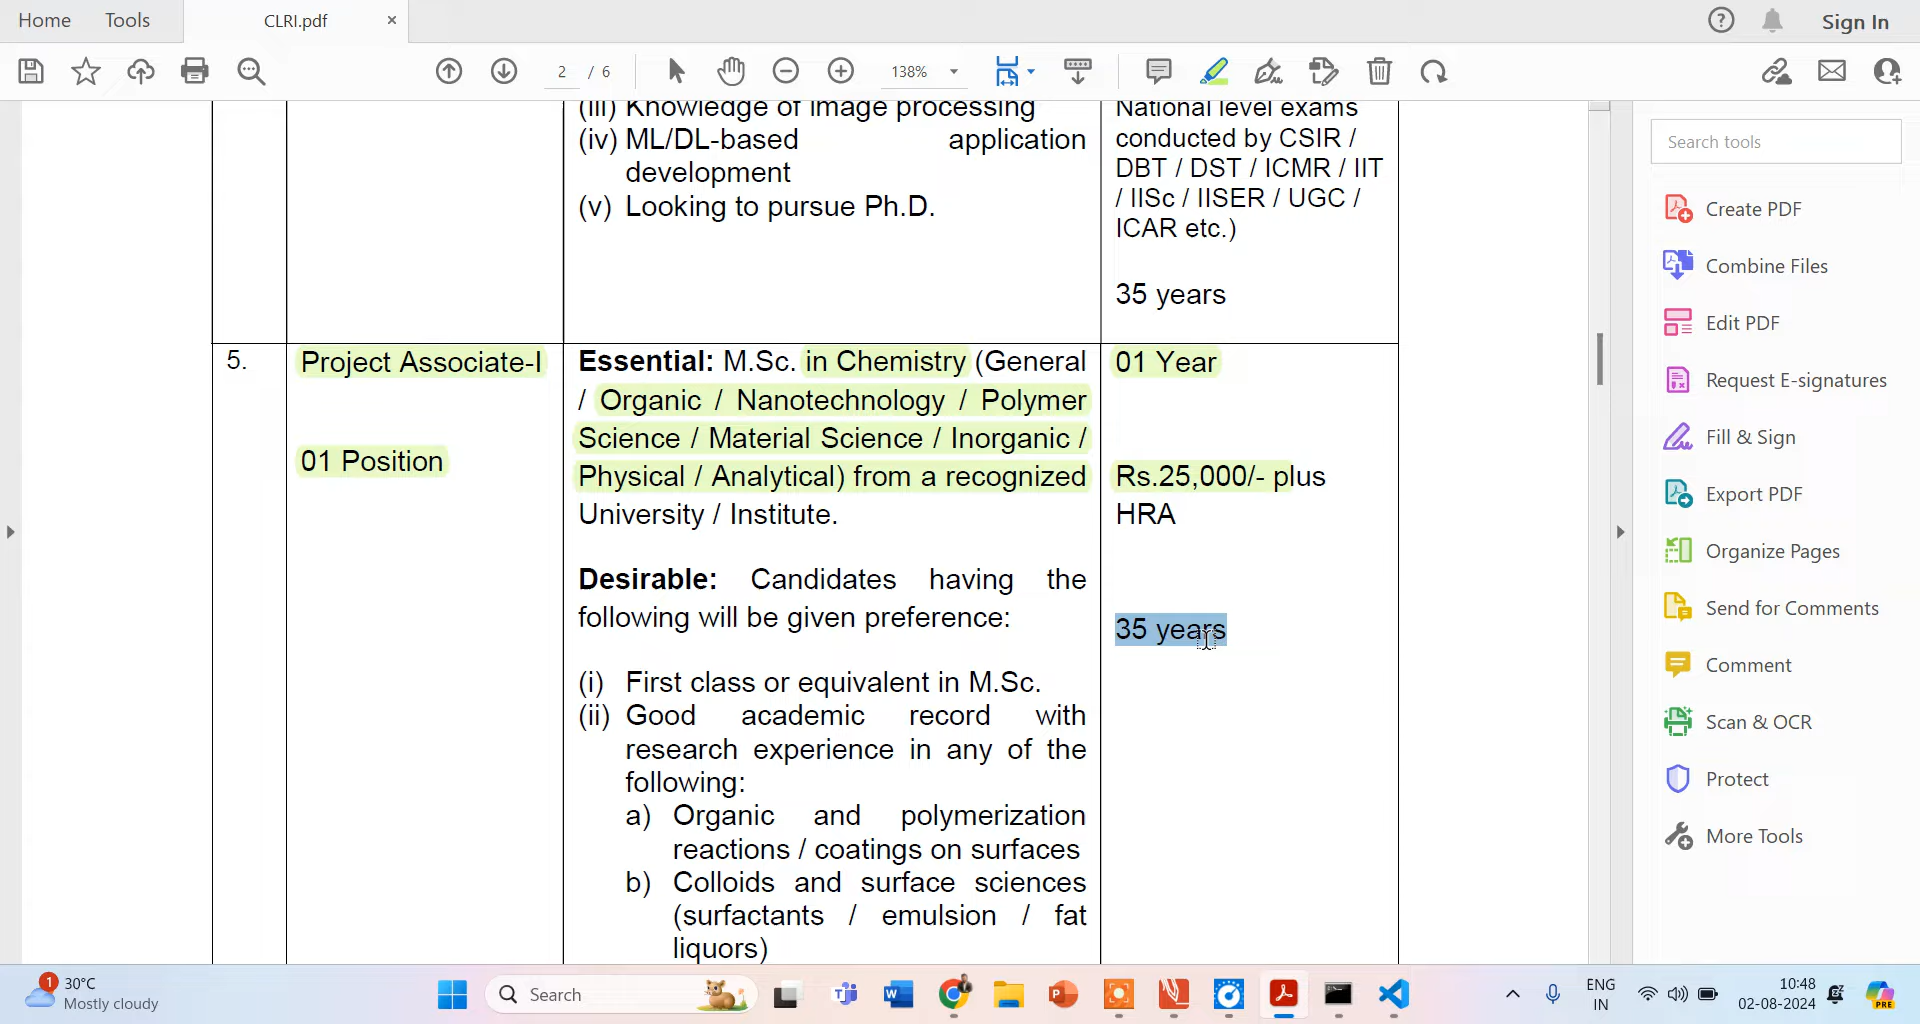 Home
Tools
CLRI.pdf
×
Sign In
2 / 6
138%
(iii) Knowledge of image processing
(iv) ML/DL-based application
development
(v) Looking to pursue Ph.D.
National level exams
conducted by CSIR /
DBT / DST / ICMR / IIT
/ IISc / IISER / UGC /
ICAR etc.)
35 years
5.
Project Associate-I
01 Position
Essential: M.Sc. in Chemistry (General
/ Organic / Nanotechnology / Polymer
Science / Material Science / Inorganic /
Physical / Analytical) from a recognized
University / Institute.
Desirable: Candidates having the
following will be given preference:
(i) First class or equivalent in M.Sc.
(ii) Good academic record with
research experience in any of the
following:
a) Organic and polymerization
reactions / coatings on surfaces
b) Colloids and surface sciences
(surfactants / emulsion / fat
liquors)
01 Year
Rs.25,000/- plus
HRA
35 years
Search tools
Create PDF
Combine Files
Edit PDF
Request E-signatures
Fill & Sign
Export PDF
Organize Pages
Send for Comments
Comment
Scan & OCR
Protect
More Tools
1
30°C
Mostly cloudy
Search
ENG
IN
10:48
02-08-2024
PRE